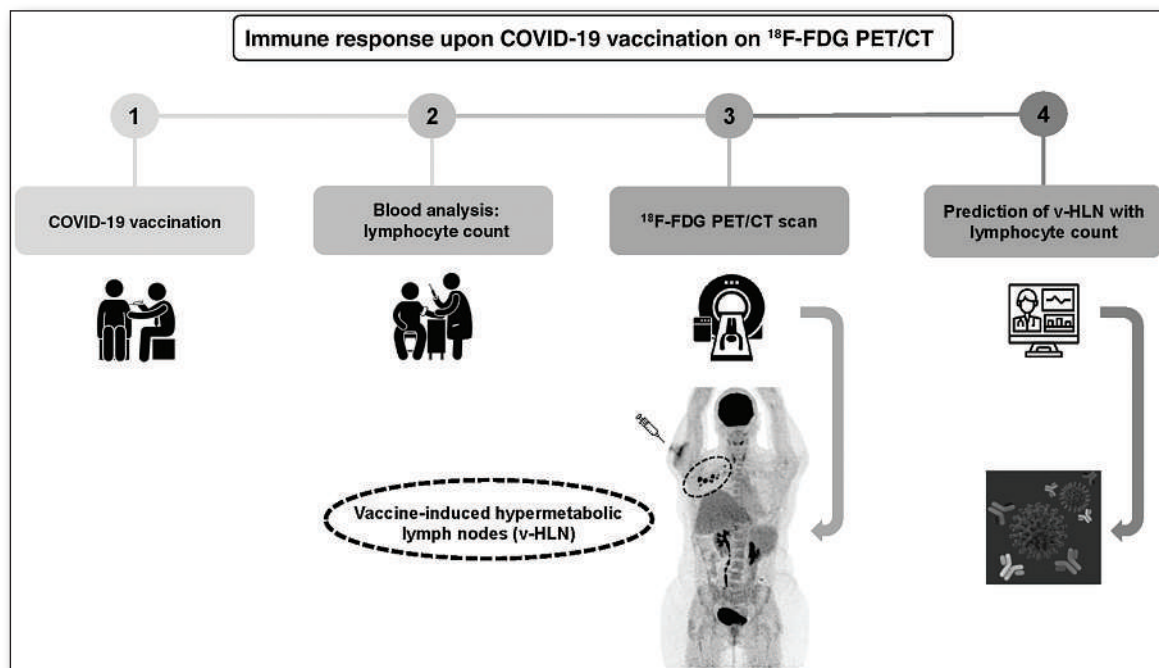 Immune response upon COVID-19 vaccination on ¹⁸F-FDG PET/CT
1
2
3
4
COVID-19 vaccination
Blood analysis:
lymphocyte count
¹⁸F-FDG PET/CT scan
Prediction of v-HLN with
lymphocyte count
Vaccine-induced hypermetabolic
lymph nodes (v-HLN)